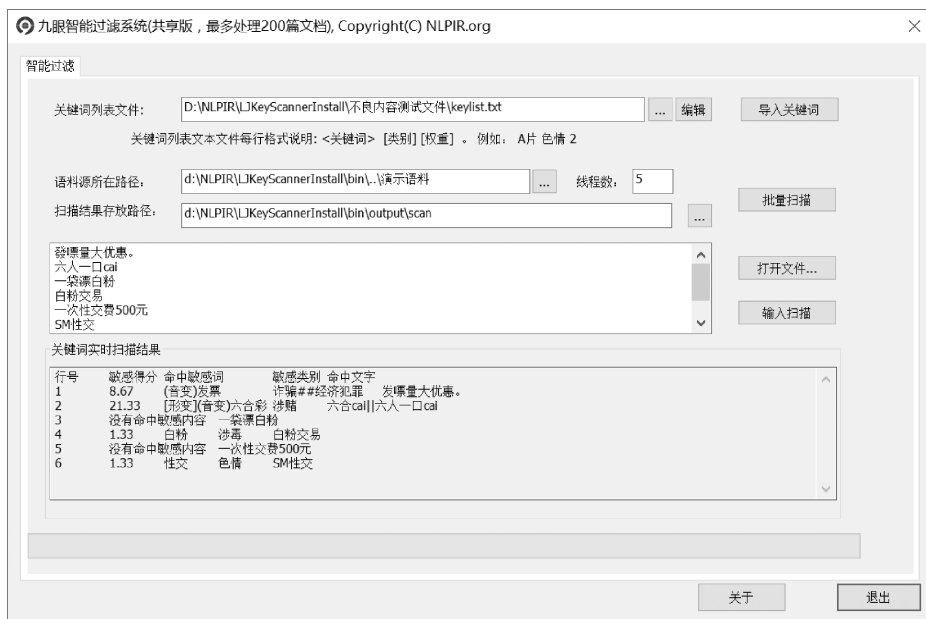 九眼智能过滤系统(共享版，最多处理200篇文档), Copyright(C) NLPIR.org
智能过滤
关键词列表文件: D:\NLPIR\LJKeyScannerInstall\不良内容测试文件\keylist.txt ... 编辑 导入关键词
关键词列表文本文件每行格式说明: <关键词> [类别] [权重] 。例如： A片 色情 2
语料源所在路径： d:\NLPIR\LJKeyScannerInstall\bin\..\演示语料 ... 线程数： 5 批量扫描
扫描结果存放路径： d:\NLPIR\LJKeyScannerInstall\bin\output\scan ...
發嘌量大优惠。
六人一口cai
一袋漂白粉
白粉交易
一次性交费500元
SM性交
打开文件...
输入扫描
关键词实时扫描结果
行号 敏感得分 命中敏感词 敏感类别 命中文字
1 8.67 (音变)发票 诈骗##经济犯罪 发嘌量大优惠。
2 21.33 [形变](音变)六合彩 涉赌 六合cai||六人一口cai
3 没有命中敏感内容 一袋漂白粉
4 1.33 白粉 涉毒 白粉交易
5 没有命中敏感内容 一次性交费500元
6 1.33 性交 色情 SM性交
关于 退出